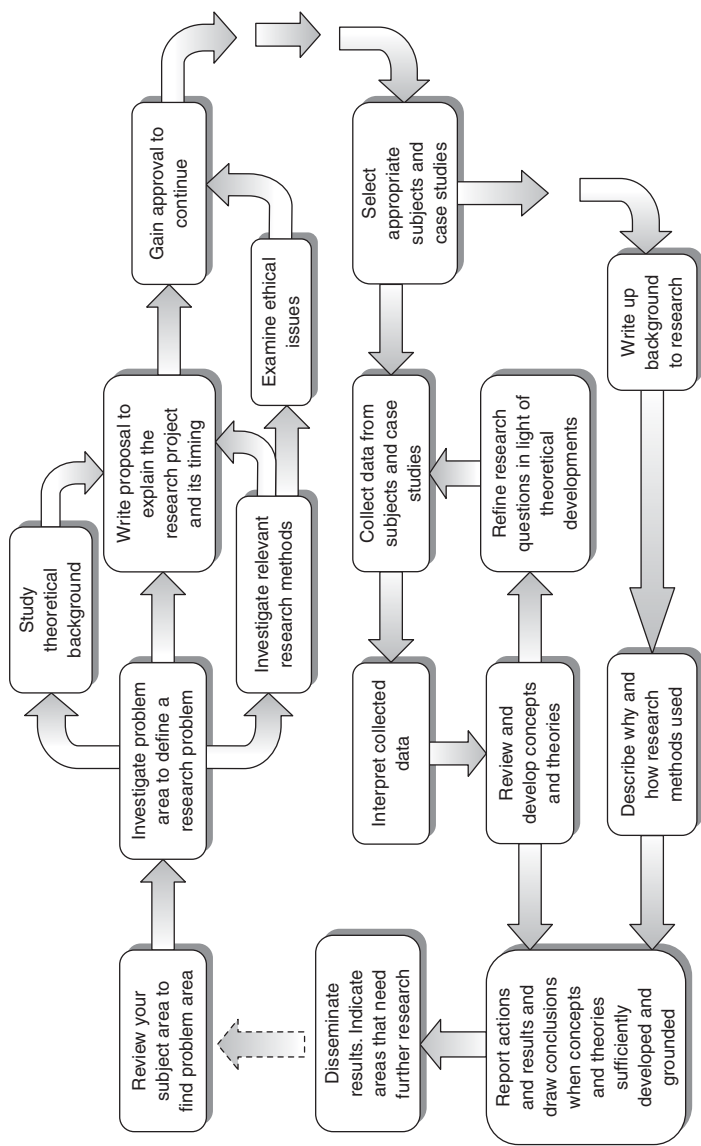 Review your
subject area to
find problem area
Investigate problem
area to define a
research problem
Study
theoretical
background
Write proposal to
explain the
research project
and its timing
Investigate relevant
research methods
Examine ethical
issues
Gain approval to
continue
Select
appropriate
subjects and
case studies
Collect data from
subjects and case
studies
Interpret collected
data
Review and
develop concepts
and theories
Refine research
questions in light of
theoretical
developments
Write up
background
to research
Describe why and
how research
methods used
Report actions
and results and
draw conclusions
when concepts
and theories
sufficiently
developed and
grounded
Disseminate
results. Indicate
areas that need
further research